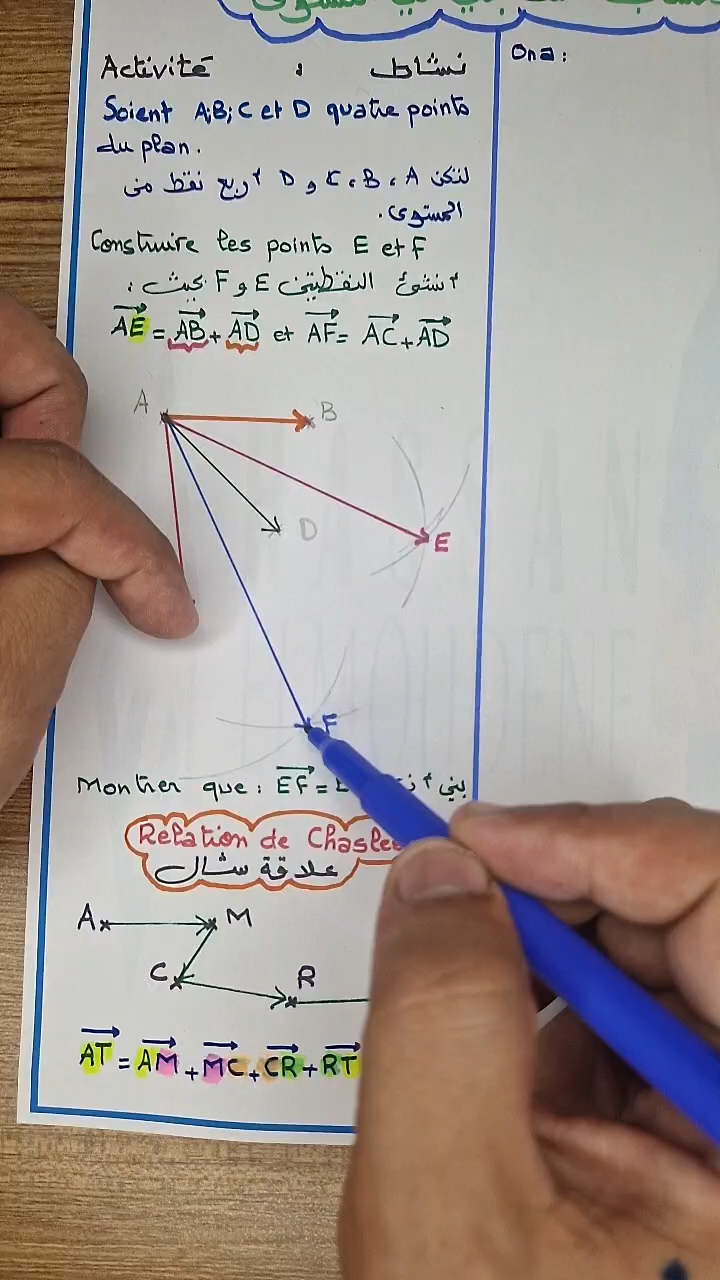 Activité : نشاط
Soient A;B;C et D quatre points
du plan.
لتكن A ، B ، C و D أربع نقط من
المستوى.
Construire les points E et F
أنشئ النقطتين E و F بحيث :
AE = AB + AD et AF = AC + AD
A
B
D
E
F
Montrer que : EF =
Relation de Chasles
علاقة شال
A
M
C
R
AT = AM + MC + CR + RT
On a :